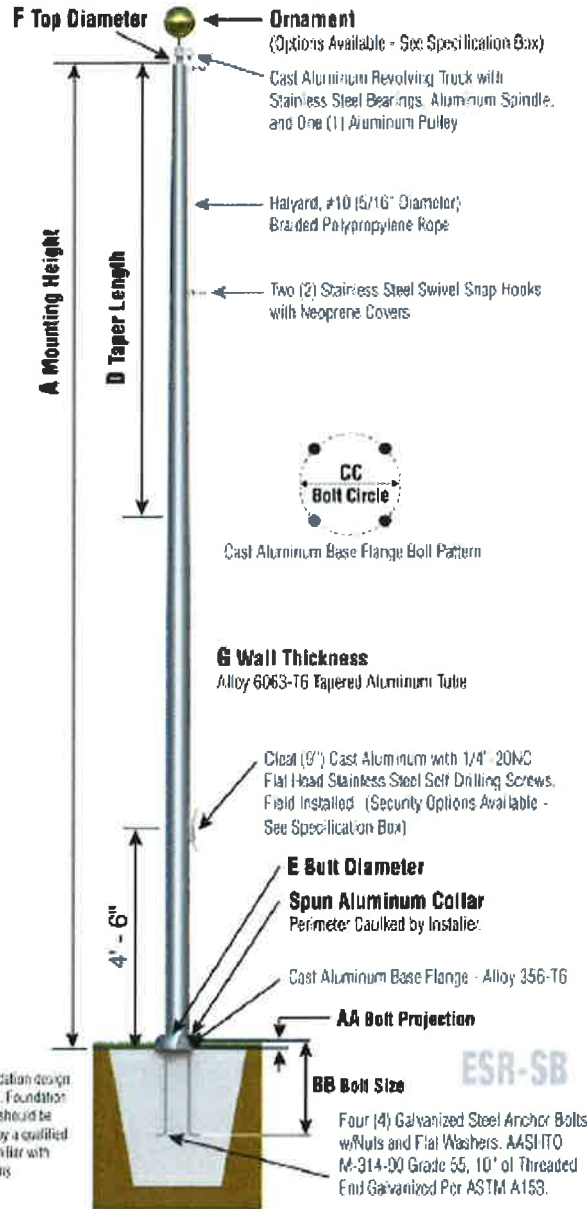 F Top Diameter
Ornament
(Options Available - See Specification Box)
Cast Aluminum Revolving Truck with
Stainless Steel Bearings, Aluminum Spindle,
and One (1) Aluminum Pulley
Halyard, #10 (5/16" Diameter)
Braided Polypropylene Rope
Two (2) Stainless Steel Swivel Snap Hooks
with Neoprene Covers
A Mounting Height
D Taper Length
CC
Bolt Circle
Cast Aluminum Base Flange Bolt Pattern
G Wall Thickness
Alloy 6063-T6 Tapered Aluminum Tube
Cleat (9") Cast Aluminum with 1/4"-20NC
Flat Head Stainless Steel Self Drilling Screws,
Field Installed (Security Options Available -
See Specification Box)
4' - 6"
E Butt Diameter
Spun Aluminum Collar
Perimeter Caulked by Installer.
Cast Aluminum Base Flange - Alloy 356-T6
AA Bolt Projection
ESR-SB
BB Bolt Size
Four (4) Galvanized Steel Anchor Bolts
w/Nuts and Flat Washers. AASHTO
M-314-90 Grade 55, 10" of Threaded
End Galvanized Per ASTM A153.
dation design
. Foundation
should be
by a qualified
iliar with